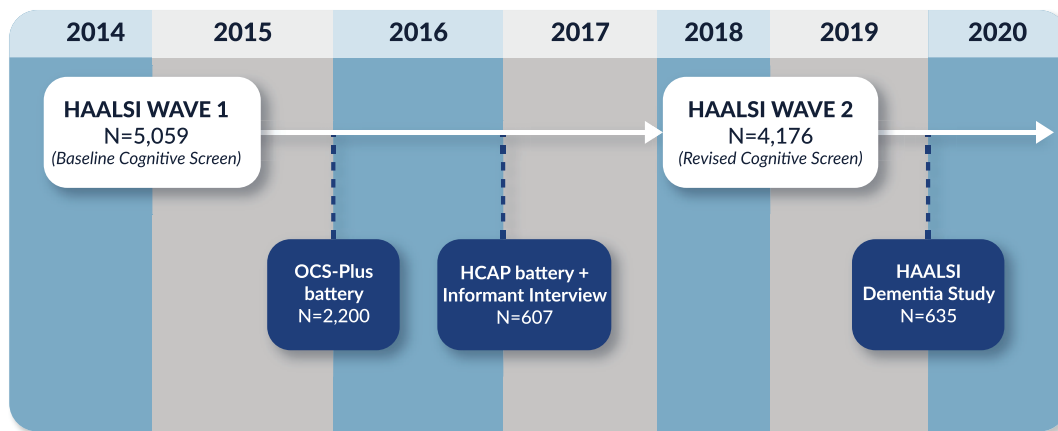 2014 2015 2016 2017 2018 2019 2020
HAALSI WAVE 1
N=5,059
(Baseline Cognitive Screen)
HAALSI WAVE 2
N=4,176
(Revised Cognitive Screen)
OCS-Plus
battery
N=2,200
HCAP battery +
Informant Interview
N=607
HAALSI
Dementia Study
N=635